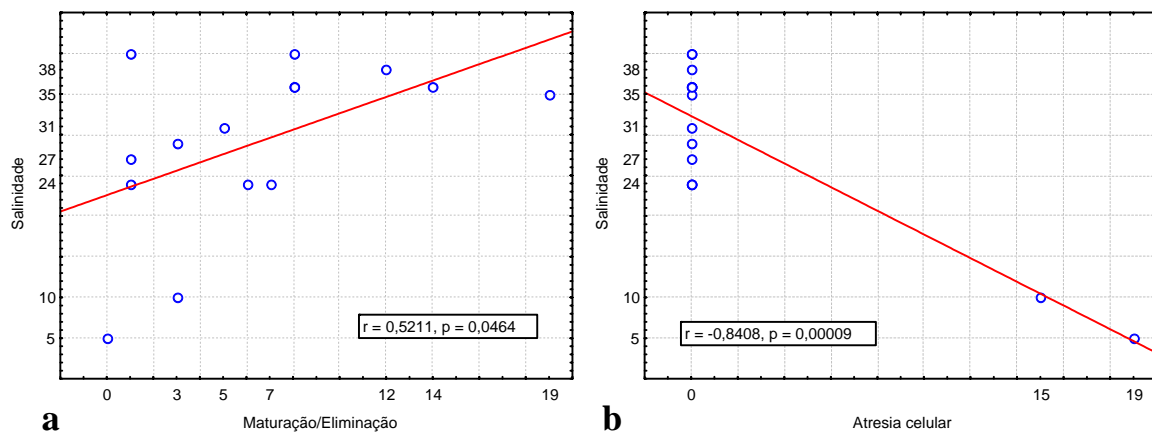 38
35
31
27
24
10
5
Salinidade
r = 0,5211, p = 0,0464
0 3 5 7 12 14 19
a Maturação/Eliminação
38
35
31
27
24
10
5
Salinidade
r = -0,8408, p = 0,00009
0 15 19
b Atresia celular